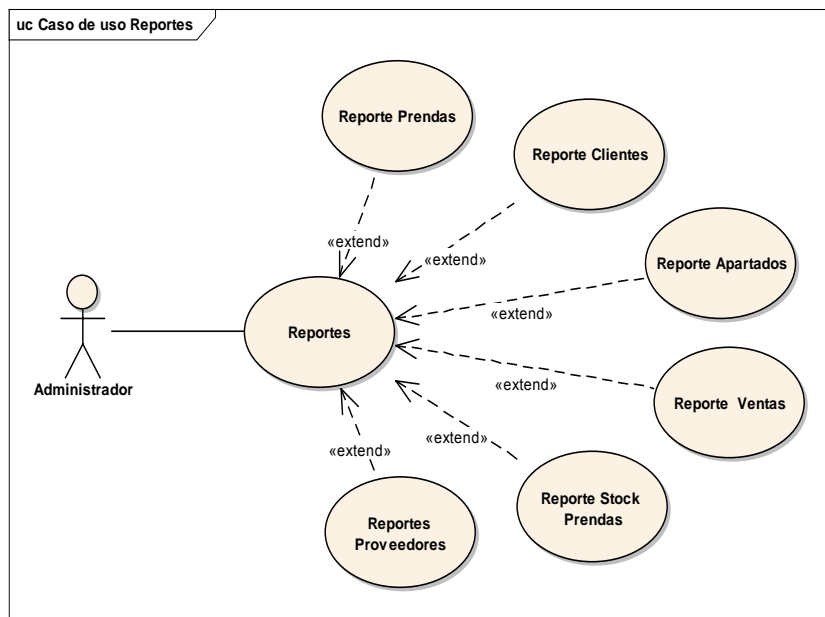 uc Caso de uso Reportes
Reporte Prendas
Reporte Clientes
«extend»
«extend»
Reporte Apartados
«extend»
Reportes
Administrador
«extend»
Reporte Ventas
«extend»
«extend»
Reporte Stock
Prendas
Reportes
Proveedores